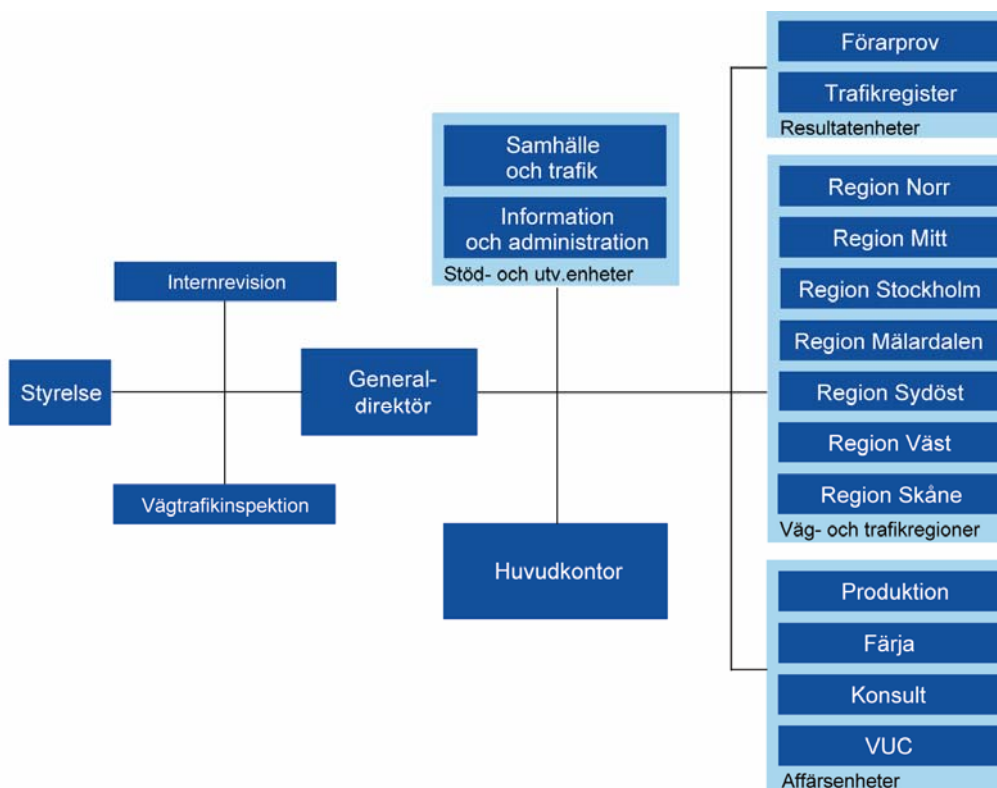 Förarprov
Trafikregister
Resultatenheter
Samhälle
och trafik
Information
och administration
Stöd- och utv.enheter
Internrevision
Styrelse
General-
direktör
Vägtrafikinspektion
Huvudkontor
Region Norr
Region Mitt
Region Stockholm
Region Mälardalen
Region Sydöst
Region Väst
Region Skåne
Väg- och trafikregioner
Produktion
Färja
Konsult
VUC
Affärsenheter